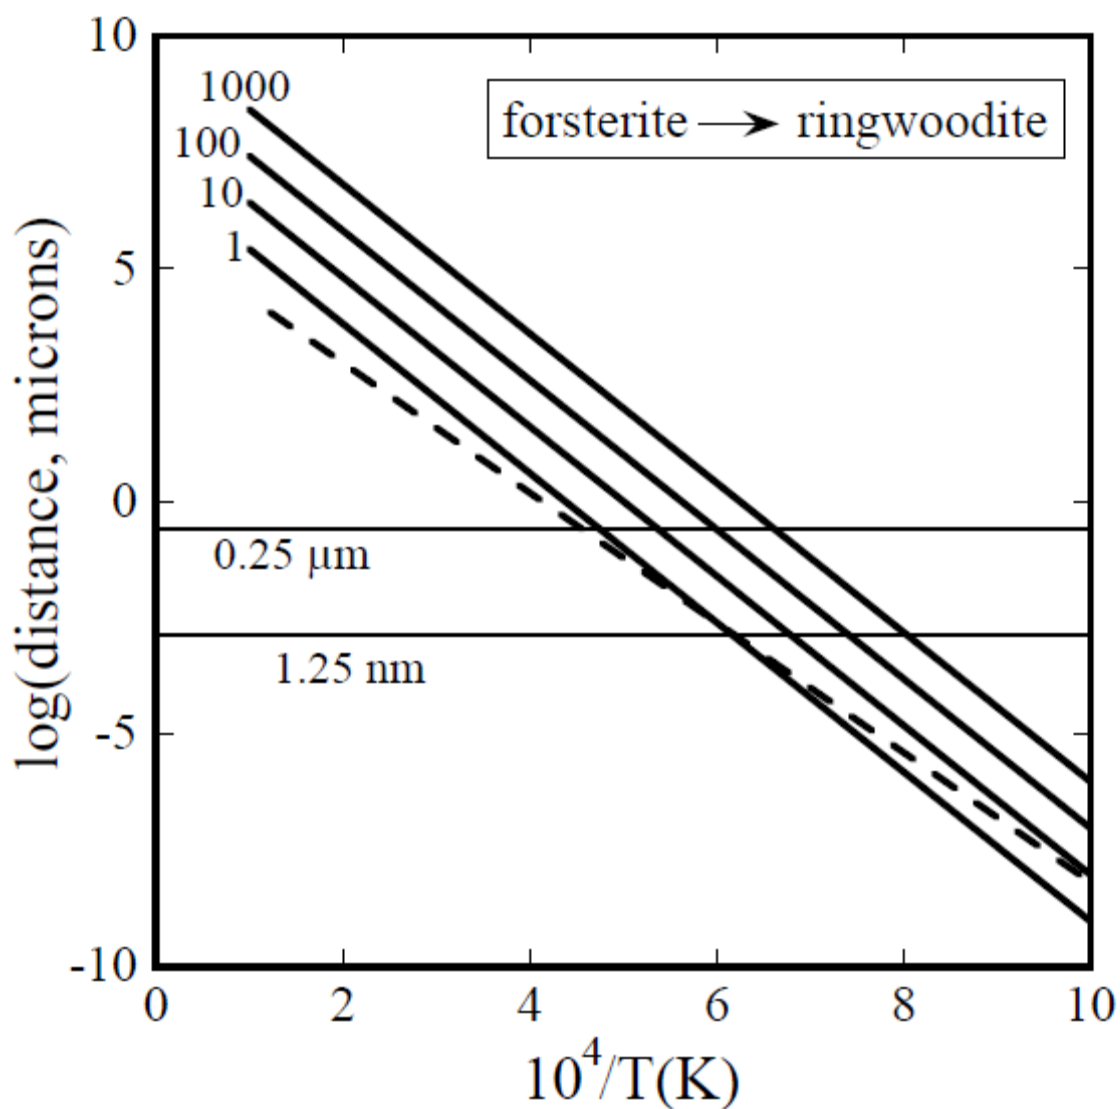 10
1000
100
10
1
forsterite → ringwoodite
5
0
0.25 µm
1.25 nm
-5
-10
0 2 4 6 8 10
log(distance, microns)
10⁴/T(K)